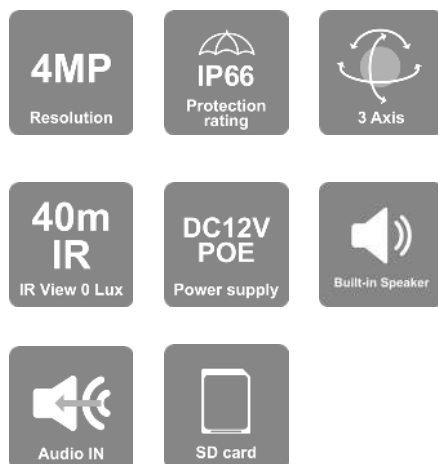 4MP
Resolution
IP66
Protection
rating
3 Axis
40m
IR
IR View 0 Lux
DC12V
POE
Power supply
Built-in Speaker
Audio IN
SD card